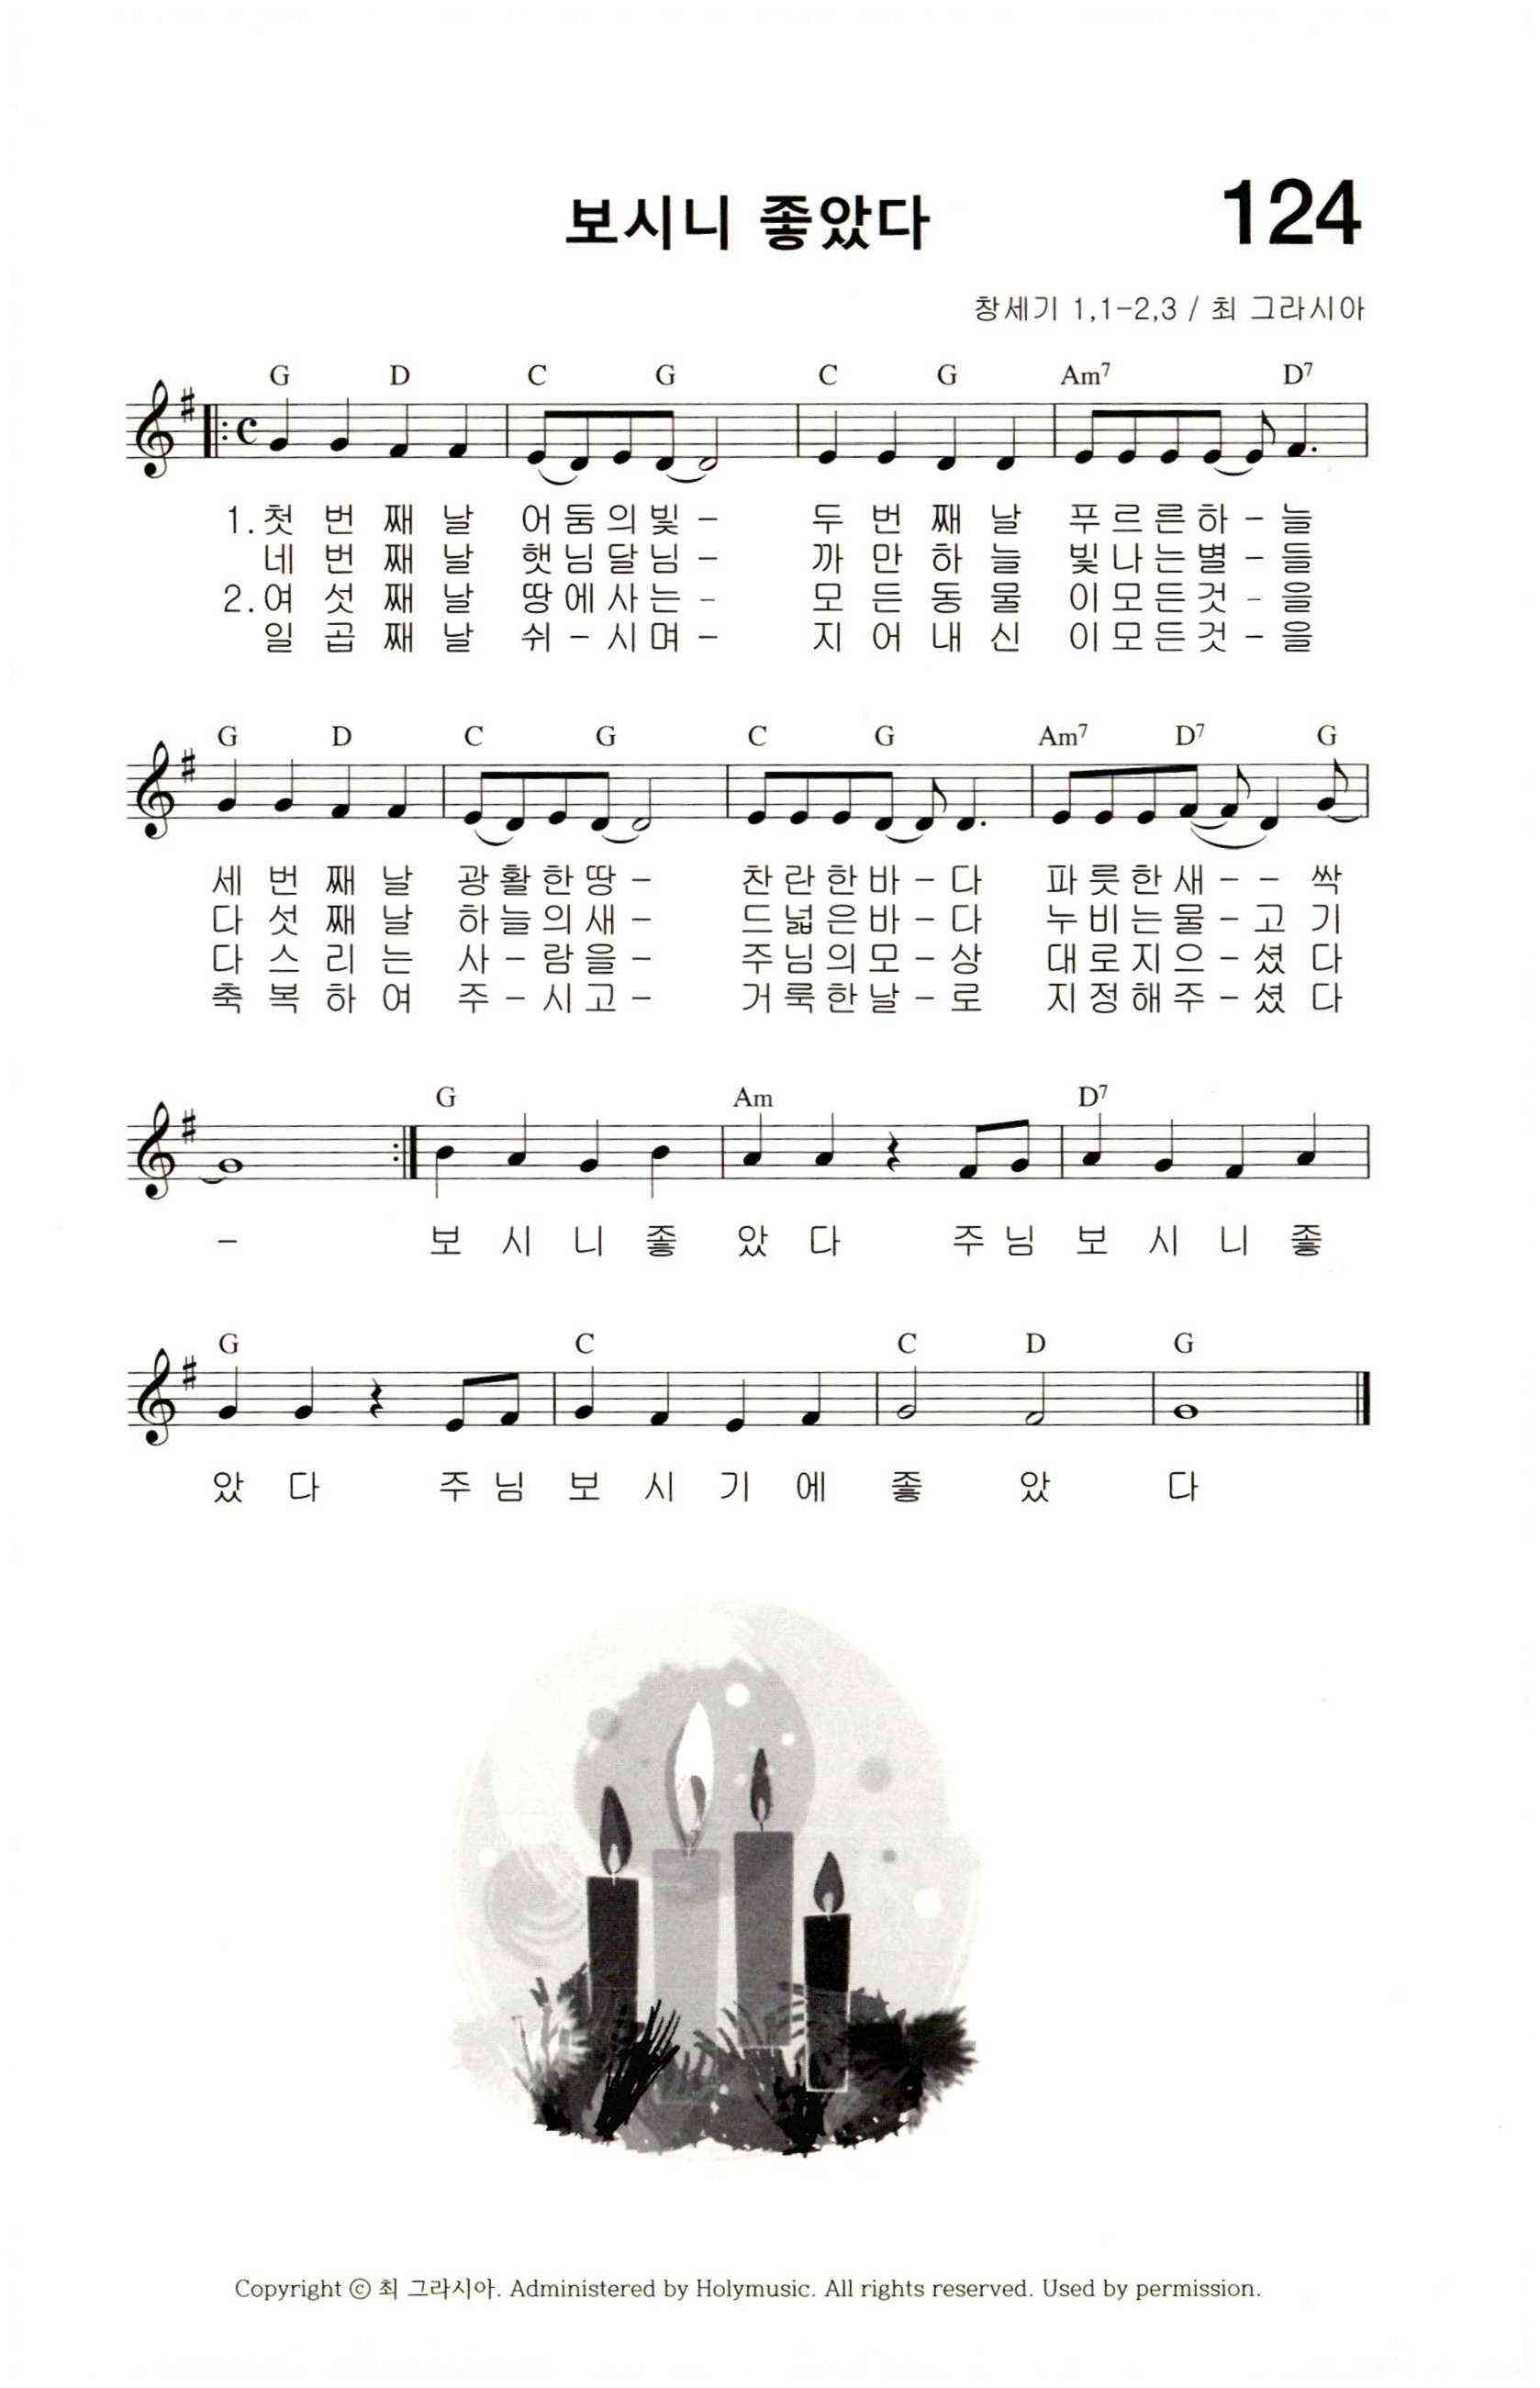 보시니 좋았다
124
창세기 1,1-2,3 / 최 그라시아
G D C G C G Am7 D7
1.첫 번 째 날 어 둠 의 빛 - 두 번 째 날 푸 르 른 하 - 늘
네 번 째 날 햇 님 달 님 - 까 만 하 늘 빛 나 는 별 - 들
2.여 섯 째 날 땅 에 사 는 - 모 든 동 물 이 모 든 것 - 을
일 곱 째 날 쉬 - 시 며 - 지 어 내 신 이 모 든 것 - 을
G D C G C G Am7 D7 G
세 번 째 날 광 활 한 땅 - 찬 란 한 바 - 다 파 릇 한 새 - - 싹
다 섯 째 날 하 늘 의 새 - 드 넓 은 바 - 다 누 비 는 물 - 고 기
다 스 리 는 사 - 람 을 - 주 님 의 모 - 상 대 로 지 으 - 셨 다
축 복 하 여 주 - 시 고 - 거 룩 한 날 - 로 지 정 해 주 - 셨 다
G Am D7
- 보 시 니 좋 았 다 주 님 보 시 니 좋
G C C D G
았 다 주 님 보 시 기 에 좋 았 다
Copyright ⓒ 최 그라시아. Administered by Holymusic. All rights reserved. Used by permission.